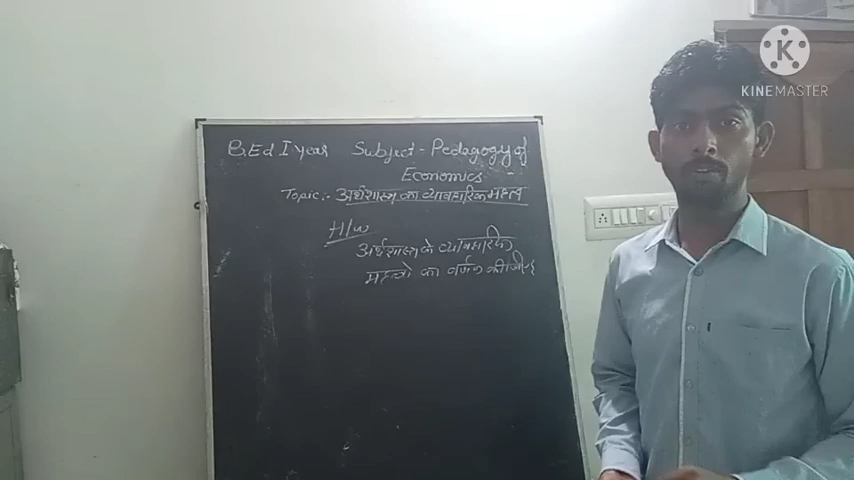 B.Ed I year Subject - Pedagogy of
Economics
Topic:- अर्थशास्त्र का व्यावहारिक महत्व
H/w
अर्थशास्त्र के व्यावहारिक
महत्वो का वर्णन कीजिए
K
KINEMASTER